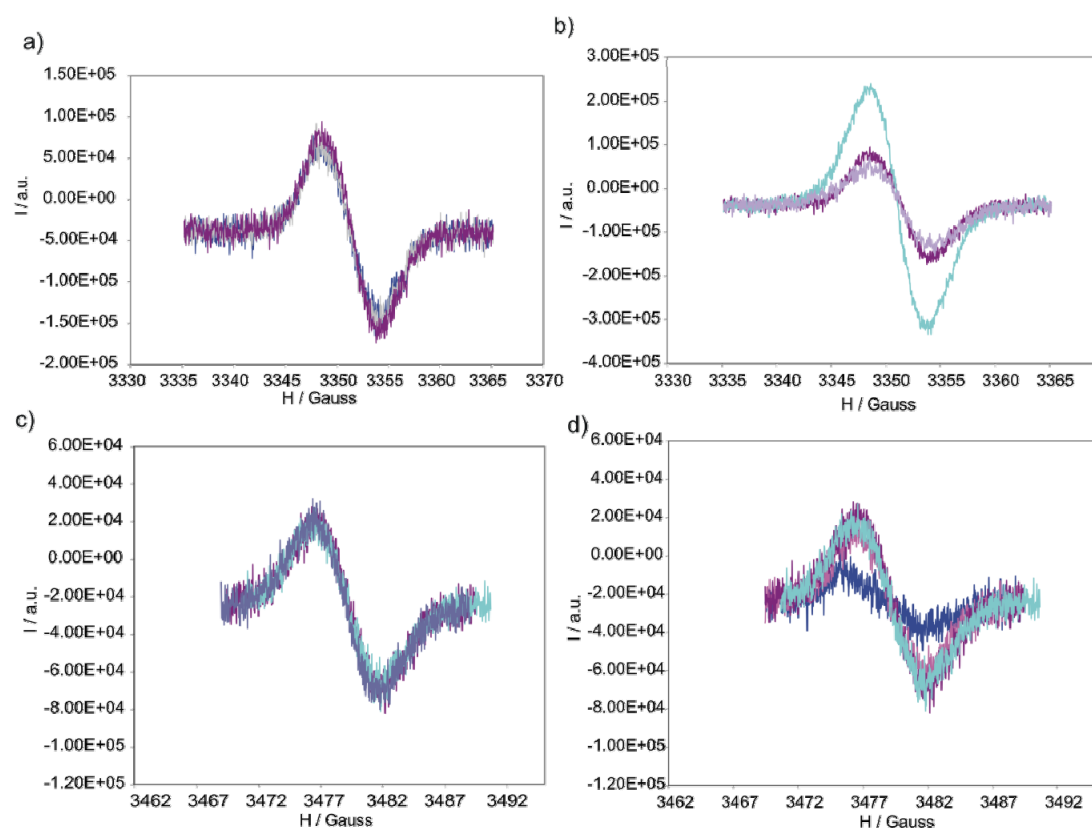 a)
I / a.u.
1.50E+05
1.00E+05
5.00E+04
0.00E+00
-5.00E+04
-1.00E+05
-1.50E+05
-2.00E+05
3330 3335 3340 3345 3350 3355 3360 3365 3370
H / Gauss
b)
I / a.u.
3.00E+05
2.00E+05
1.00E+05
0.00E+00
-1.00E+05
-2.00E+05
-3.00E+05
-4.00E+05
3330 3335 3340 3345 3350 3355 3360 3365
H / Gauss
c)
I / a.u.
6.00E+04
4.00E+04
2.00E+04
0.00E+00
-2.00E+04
-4.00E+04
-6.00E+04
-8.00E+04
-1.00E+05
-1.20E+05
3462 3467 3472 3477 3482 3487 3492
H / Gauss
d)
I / a.u.
6.00E+04
4.00E+04
2.00E+04
0.00E+00
-2.00E+04
-4.00E+04
-6.00E+04
-8.00E+04
-1.00E+05
-1.20E+05
3462 3467 3472 3477 3482 3487 3492
H / Gauss